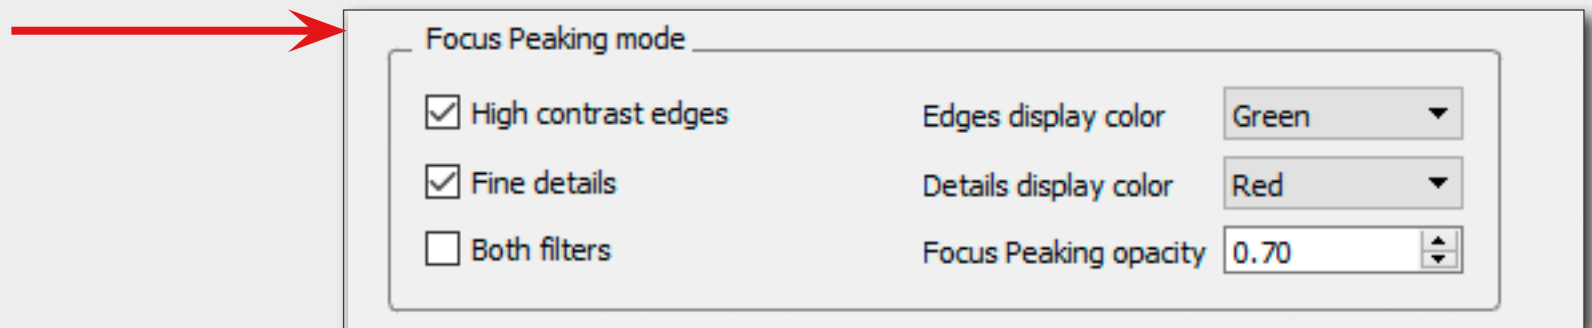 Focus Peaking mode
High contrast edges Edges display color Green
Fine details Details display color Red
Both filters Focus Peaking opacity 0.70